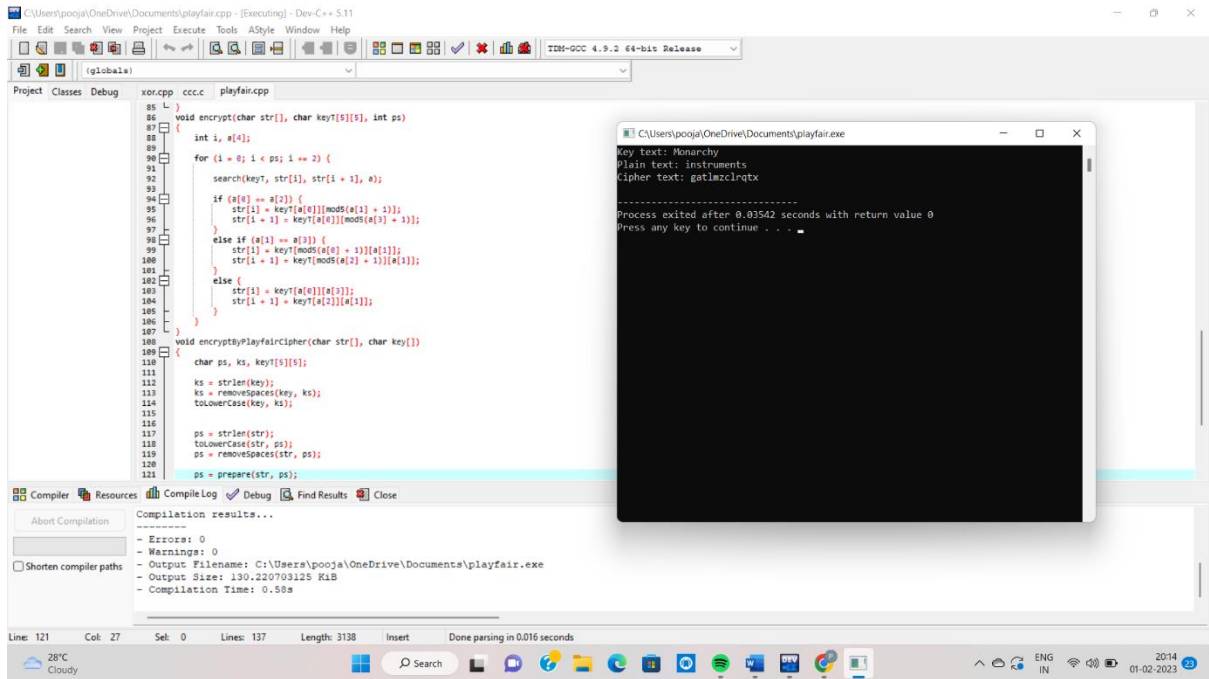 C:\Users\pooja\OneDrive\Documents\playfair.cpp - [Executing] - Dev-C++ 5.11
File Edit Search View Project Execute Tools AStyle Window Help
TDM-GCC 4.9.2 64-bit Release
(globals)
Project Classes Debug xor.cpp ccc.c playfair.cpp
85 }
86 void encrypt(char str[], char keyT[5][5], int ps)
87 {
88 int i, a[4];
89
90 for (i = 0; i < ps; i += 2) {
91
92 search(keyT, str[i], str[i + 1], a);
93
94 if (a[0] == a[2]) {
95 str[i] = keyT[a[0]][mod5(a[1] + 1)];
96 str[i + 1] = keyT[a[0]][mod5(a[3] + 1)];
97 }
98 else if (a[1] == a[3]) {
99 str[i] = keyT[mod5(a[0] + 1)][a[1]];
100 str[i + 1] = keyT[mod5(a[2] + 1)][a[1]];
101 }
102 else {
103 str[i] = keyT[a[0]][a[3]];
104 str[i + 1] = keyT[a[2]][a[1]];
105 }
106 }
107 }
108 void encryptByPlayfairCipher(char str[], char key[])
109 {
110 char ps, ks, keyT[5][5];
111
112 ks = strlen(key);
113 ks = removeSpaces(key, ks);
114 toLowerCase(key, ks);
115
116
117 ps = strlen(str);
118 toLowerCase(str, ps);
119 ps = removeSpaces(str, ps);
120
121 ps = prepare(str, ps);
C:\Users\pooja\OneDrive\Documents\playfair.exe
Key text: Monarchy
Plain text: instruments
Cipher text: gatlmzclrqtx
--------------------------------
Process exited after 0.03542 seconds with return value 0
Press any key to continue . . .
Compiler Resources Compile Log Debug Find Results Close
Abort Compilation
Shorten compiler paths
Compilation results...
--------
- Errors: 0
- Warnings: 0
- Output Filename: C:\Users\pooja\OneDrive\Documents\playfair.exe
- Output Size: 130.220703125 KiB
- Compilation Time: 0.58s
Line: 121 Col: 27 Sel: 0 Lines: 137 Length: 3138 Insert Done parsing in 0.016 seconds
28°C
Cloudy
Search
ENG
IN
20:14
01-02-2023
23